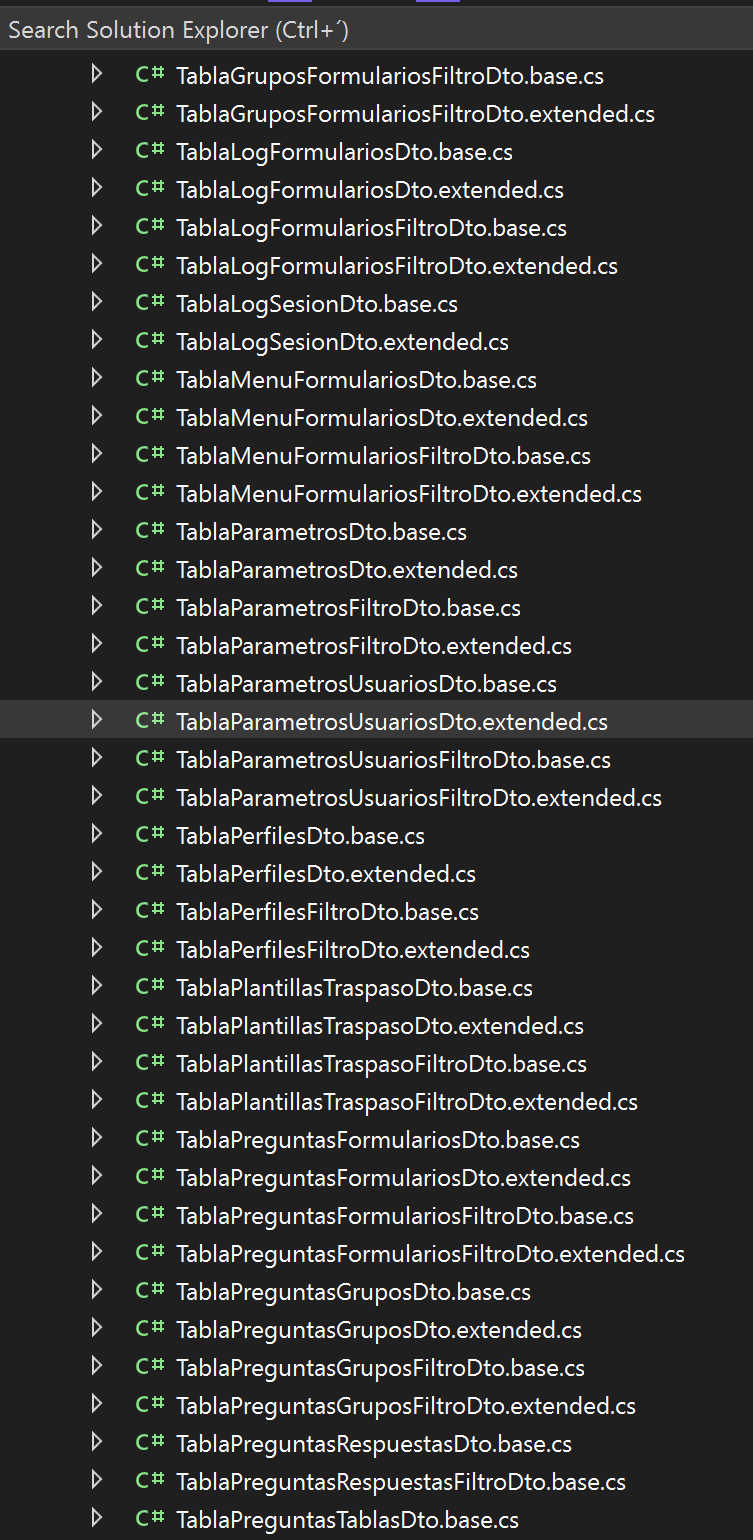 Search Solution Explorer (Ctrl+´)
C# TablaGruposFormulariosFiltroDto.base.cs
C# TablaGruposFormulariosFiltroDto.extended.cs
C# TablaLogFormulariosDto.base.cs
C# TablaLogFormulariosDto.extended.cs
C# TablaLogFormulariosFiltroDto.base.cs
C# TablaLogFormulariosFiltroDto.extended.cs
C# TablaLogSesionDto.base.cs
C# TablaLogSesionDto.extended.cs
C# TablaMenuFormulariosDto.base.cs
C# TablaMenuFormulariosDto.extended.cs
C# TablaMenuFormulariosFiltroDto.base.cs
C# TablaMenuFormulariosFiltroDto.extended.cs
C# TablaParametrosDto.base.cs
C# TablaParametrosDto.extended.cs
C# TablaParametrosFiltroDto.base.cs
C# TablaParametrosFiltroDto.extended.cs
C# TablaParametrosUsuariosDto.base.cs
C# TablaParametrosUsuariosDto.extended.cs
C# TablaParametrosUsuariosFiltroDto.base.cs
C# TablaParametrosUsuariosFiltroDto.extended.cs
C# TablaPerfilesDto.base.cs
C# TablaPerfilesDto.extended.cs
C# TablaPerfilesFiltroDto.base.cs
C# TablaPerfilesFiltroDto.extended.cs
C# TablaPlantillasTraspasoDto.base.cs
C# TablaPlantillasTraspasoDto.extended.cs
C# TablaPlantillasTraspasoFiltroDto.base.cs
C# TablaPlantillasTraspasoFiltroDto.extended.cs
C# TablaPreguntasFormulariosDto.base.cs
C# TablaPreguntasFormulariosDto.extended.cs
C# TablaPreguntasFormulariosFiltroDto.base.cs
C# TablaPreguntasFormulariosFiltroDto.extended.cs
C# TablaPreguntasGruposDto.base.cs
C# TablaPreguntasGruposDto.extended.cs
C# TablaPreguntasGruposFiltroDto.base.cs
C# TablaPreguntasGruposFiltroDto.extended.cs
C# TablaPreguntasRespuestasDto.base.cs
C# TablaPreguntasRespuestasFiltroDto.base.cs
C# TablaPreguntasTablasDto.base.cs